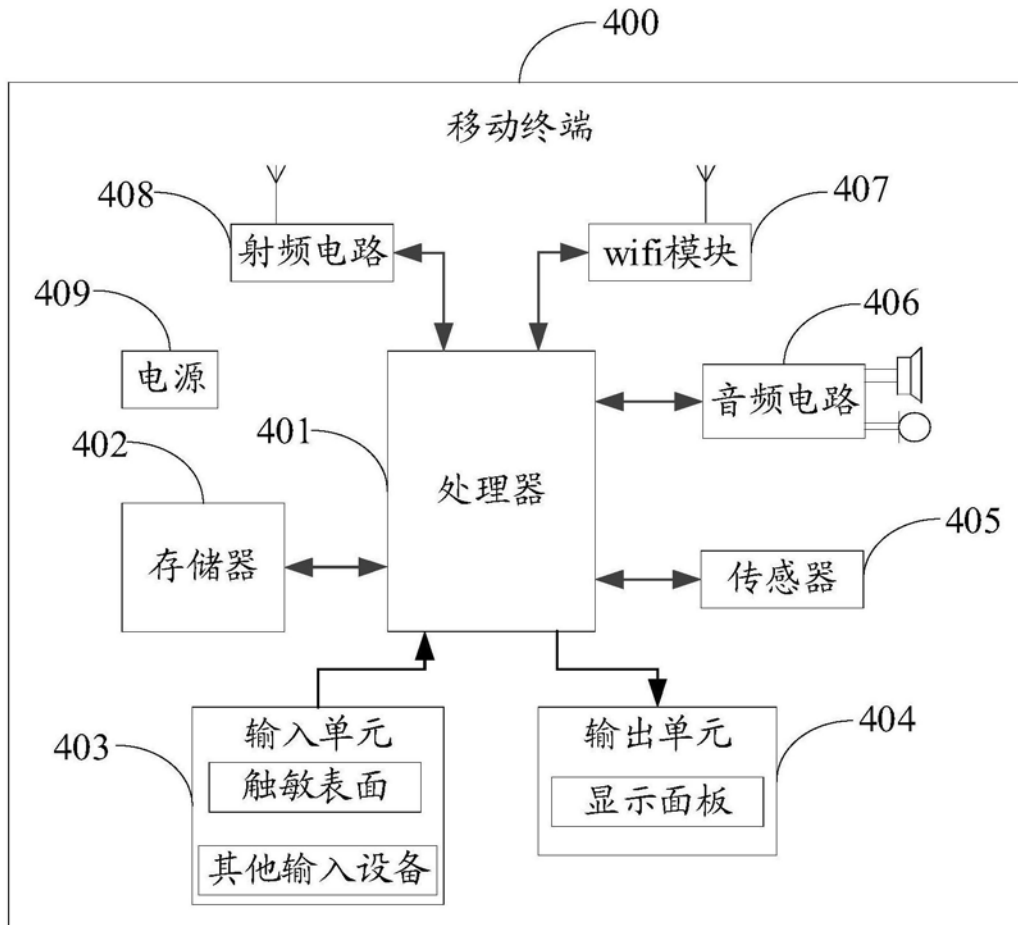 400
移动终端
408
射频电路
wifi模块
407
409
电源
406
音频电路
402
存储器
401
处理器
405
传感器
403
输入单元
触敏表面
其他输入设备
输出单元
显示面板
404